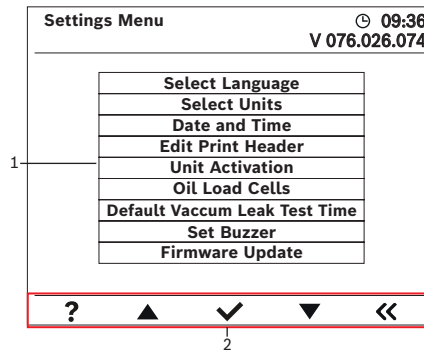 Settings Menu 09:36
V 076.026.074
Select Language
Select Units
Date and Time
Edit Print Header
1
Unit Activation
Oil Load Cells
Default Vaccum Leak Test Time
Set Buzzer
Firmware Update
?
2